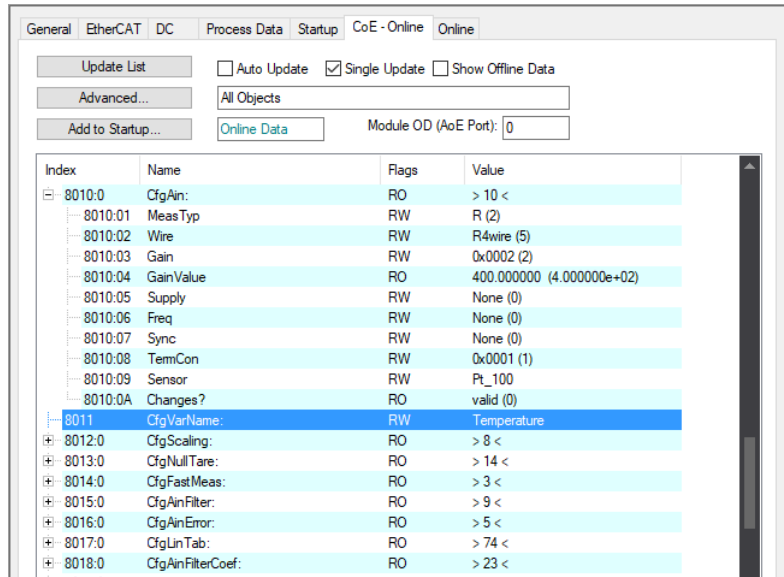 General EtherCAT DC Process Data Startup CoE - Online Online
Update List Auto Update Single Update Show Offline Data
Advanced... All Objects
Add to Startup... Online Data Module OD (AoE Port): 0
Index Name Flags Value
8010:0 CfgAin: RO > 10 <
8010:01 MeasTyp RW R (2)
8010:02 Wire RW R4wire (5)
8010:03 Gain RW 0x0002 (2)
8010:04 GainValue RO 400.000000 (4.000000e+02)
8010:05 Supply RW None (0)
8010:06 Freq RW None (0)
8010:07 Sync RW None (0)
8010:08 TermCon RW 0x0001 (1)
8010:09 Sensor RW Pt_100
8010:0A Changes? RO valid (0)
8011 CfgVarName: RW Temperature
8012:0 CfgScaling: RO > 8 <
8013:0 CfgNullTare: RO > 14 <
8014:0 CfgFastMeas: RO > 3 <
8015:0 CfgAinFilter: RO > 9 <
8016:0 CfgAinError: RO > 5 <
8017:0 CfgLinTab: RO > 74 <
8018:0 CfgAinFilterCoef: RO > 23 <